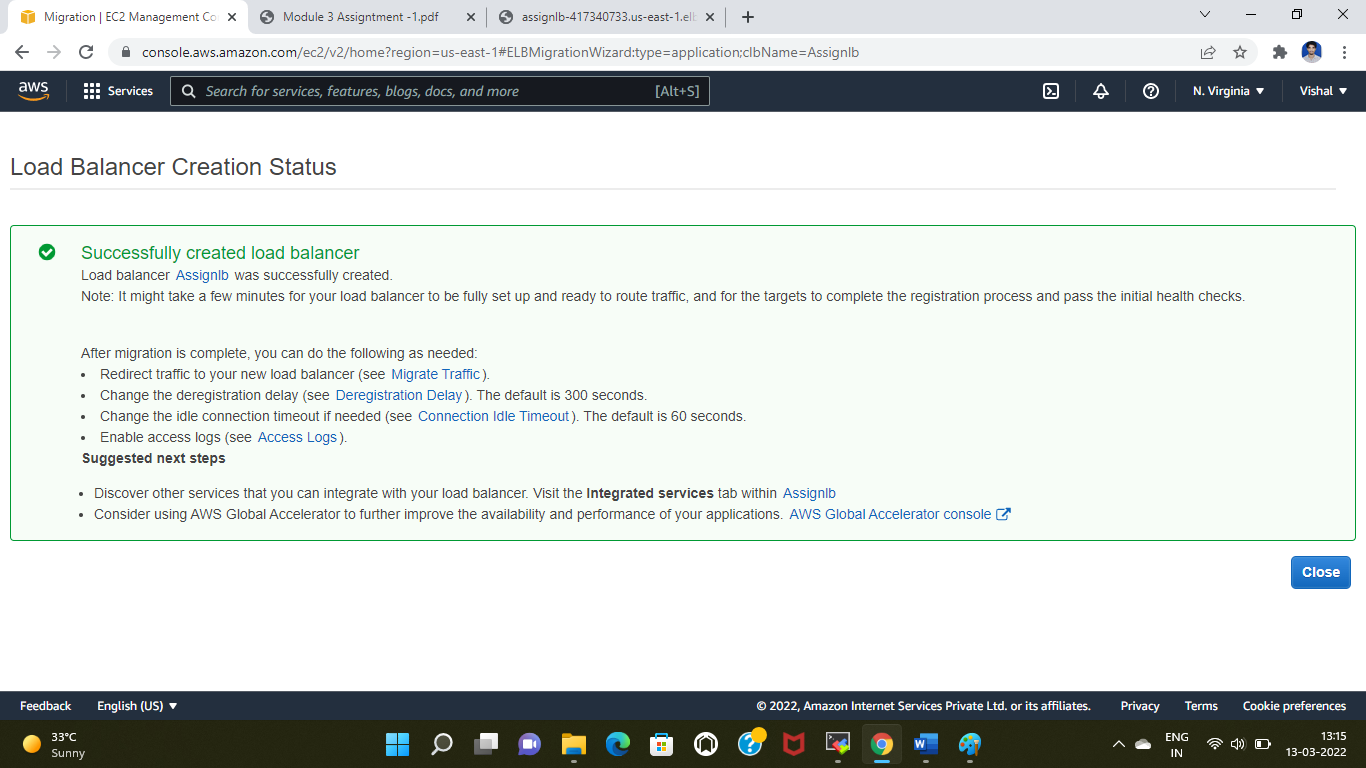 Migration | EC2 Management Co
Module 3 Assigntment -1.pdf
assignlb-417340733.us-east-1.elb
console.aws.amazon.com/ec2/v2/home?region=us-east-1#ELBMigrationWizard:type=application;clbName=Assignlb
aws
Services
Search for services, features, blogs, docs, and more
[Alt+S]
N. Virginia
Vishal
Load Balancer Creation Status
Successfully created load balancer
Load balancer Assignlb was successfully created.
Note: It might take a few minutes for your load balancer to be fully set up and ready to route traffic, and for the targets to complete the registration process and pass the initial health checks.
After migration is complete, you can do the following as needed:
Redirect traffic to your new load balancer (see Migrate Traffic).
Change the deregistration delay (see Deregistration Delay). The default is 300 seconds.
Change the idle connection timeout if needed (see Connection Idle Timeout). The default is 60 seconds.
Enable access logs (see Access Logs).
Suggested next steps
Discover other services that you can integrate with your load balancer. Visit the Integrated services tab within Assignlb
Consider using AWS Global Accelerator to further improve the availability and performance of your applications. AWS Global Accelerator console
Close
Feedback
English (US)
© 2022, Amazon Internet Services Private Ltd. or its affiliates.
Privacy
Terms
Cookie preferences
33°C
Sunny
ENG
IN
13:15
13-03-2022